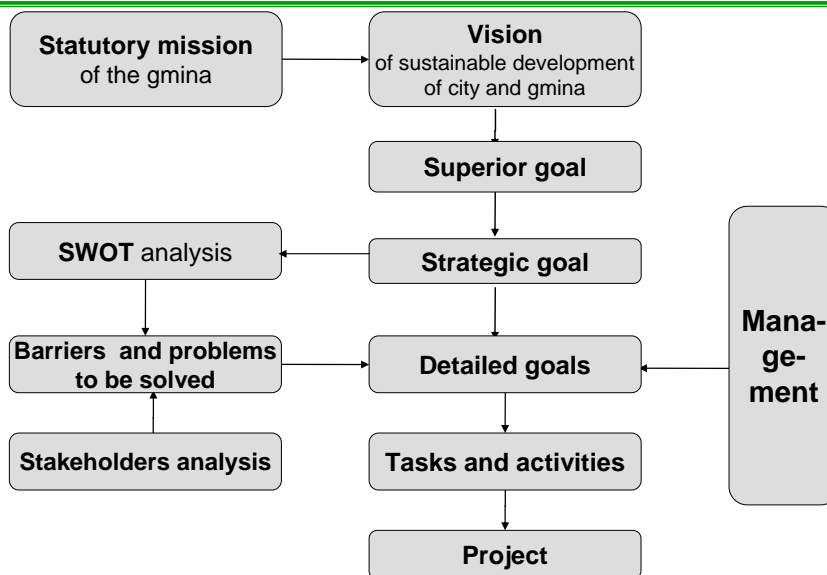 Statutory mission
of the gmina
Vision
of sustainable development
of city and gmina
Superior goal
SWOT analysis
Strategic goal
Mana-
ge-
ment
Barriers and problems
to be solved
Detailed goals
Stakeholders analysis
Tasks and activities
Project